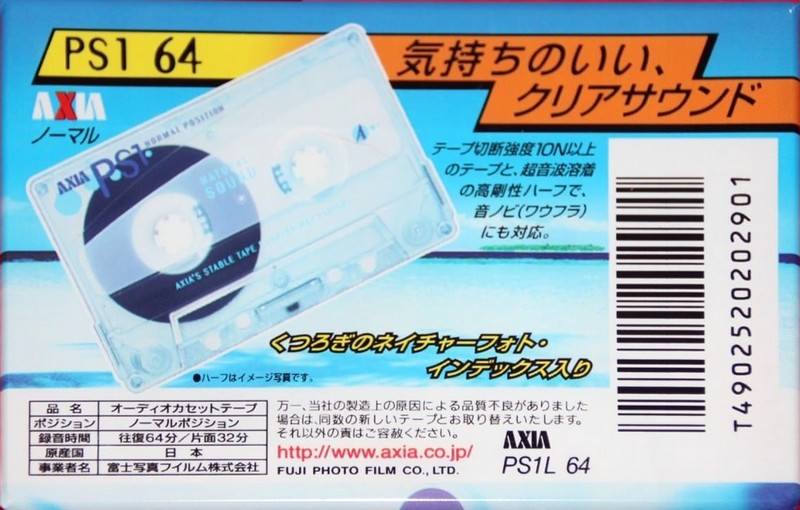 PS1 64
気持ちのいい、
クリアサウンド
AXIA
ノーマル
テープ切断強度10N以上
のテープと、超音波溶着
の高剛性ハーフで、
音ノビ(ワウフラ)
にも対応。
AXIA PS1 NORMAL POSITION
A
SOUND
AXIA'S STABLE TAPE
くつろぎのネイチャーフォト・
インデックス入り
●ハーフはイメージ写真です。
品名 オーディオカセットテープ
ポジション ノーマルポジション
録音時間 往復64分/片面32分
原産国 日本
事業者名 富士写真フイルム株式会社
万一、当社の製造上の原因による品質不良がありました
場合は、同数の新しいテープとお取り替えいたします。
それ以外の責はご容赦ください。
http://www.axia.co.jp/
FUJI PHOTO FILM CO., LTD.
AXIA
PS1L 64
T4902520202901